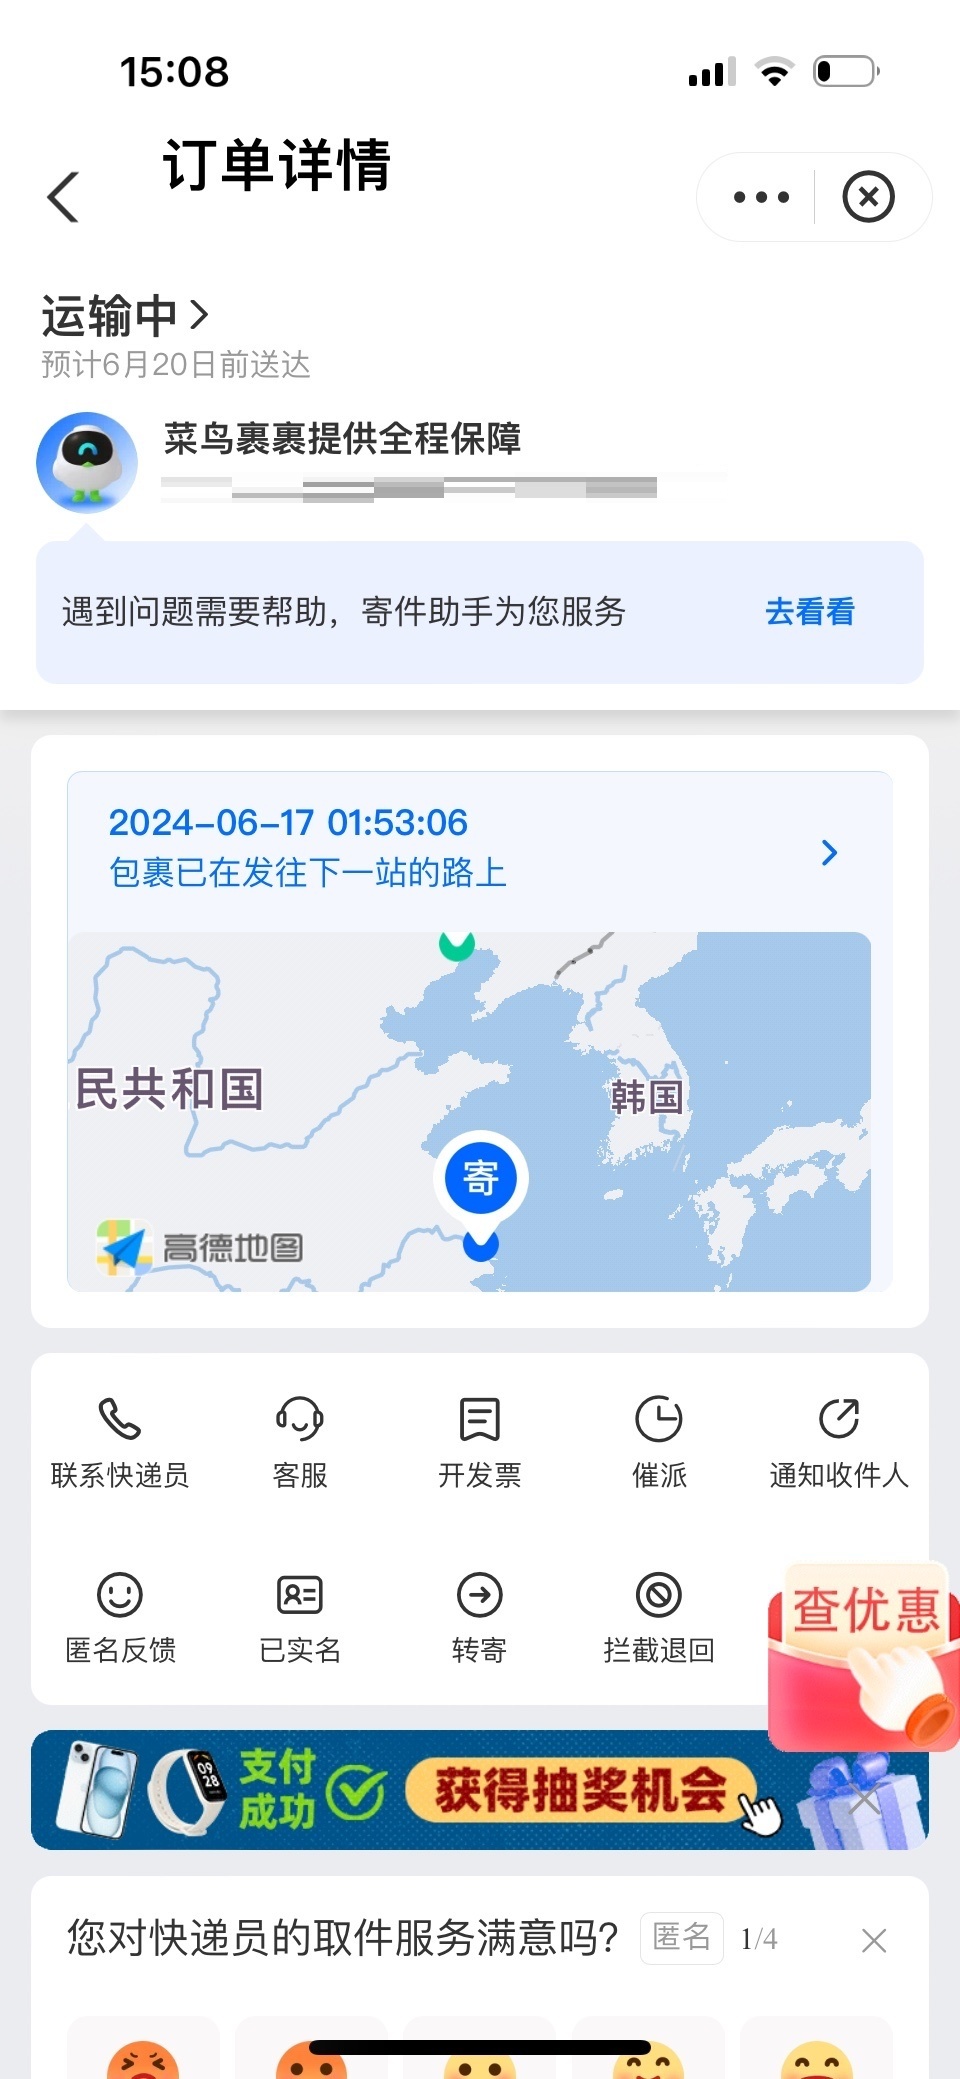 15:08
订单详情
运输中
预计6月20日前送达
菜鸟裹裹提供全程保障
遇到问题需要帮助，寄件助手为您服务
去看看
2024-06-17 01:53:06
包裹已在发往下一站的路上
民共和国
韩国
寄
高德地图
联系快递员
客服
开发票
催派
通知收件人
匿名反馈
已实名
转寄
拦截退回
查优惠
09
28
支付
成功
获得抽奖机会
您对快递员的取件服务满意吗？
匿名
1/4